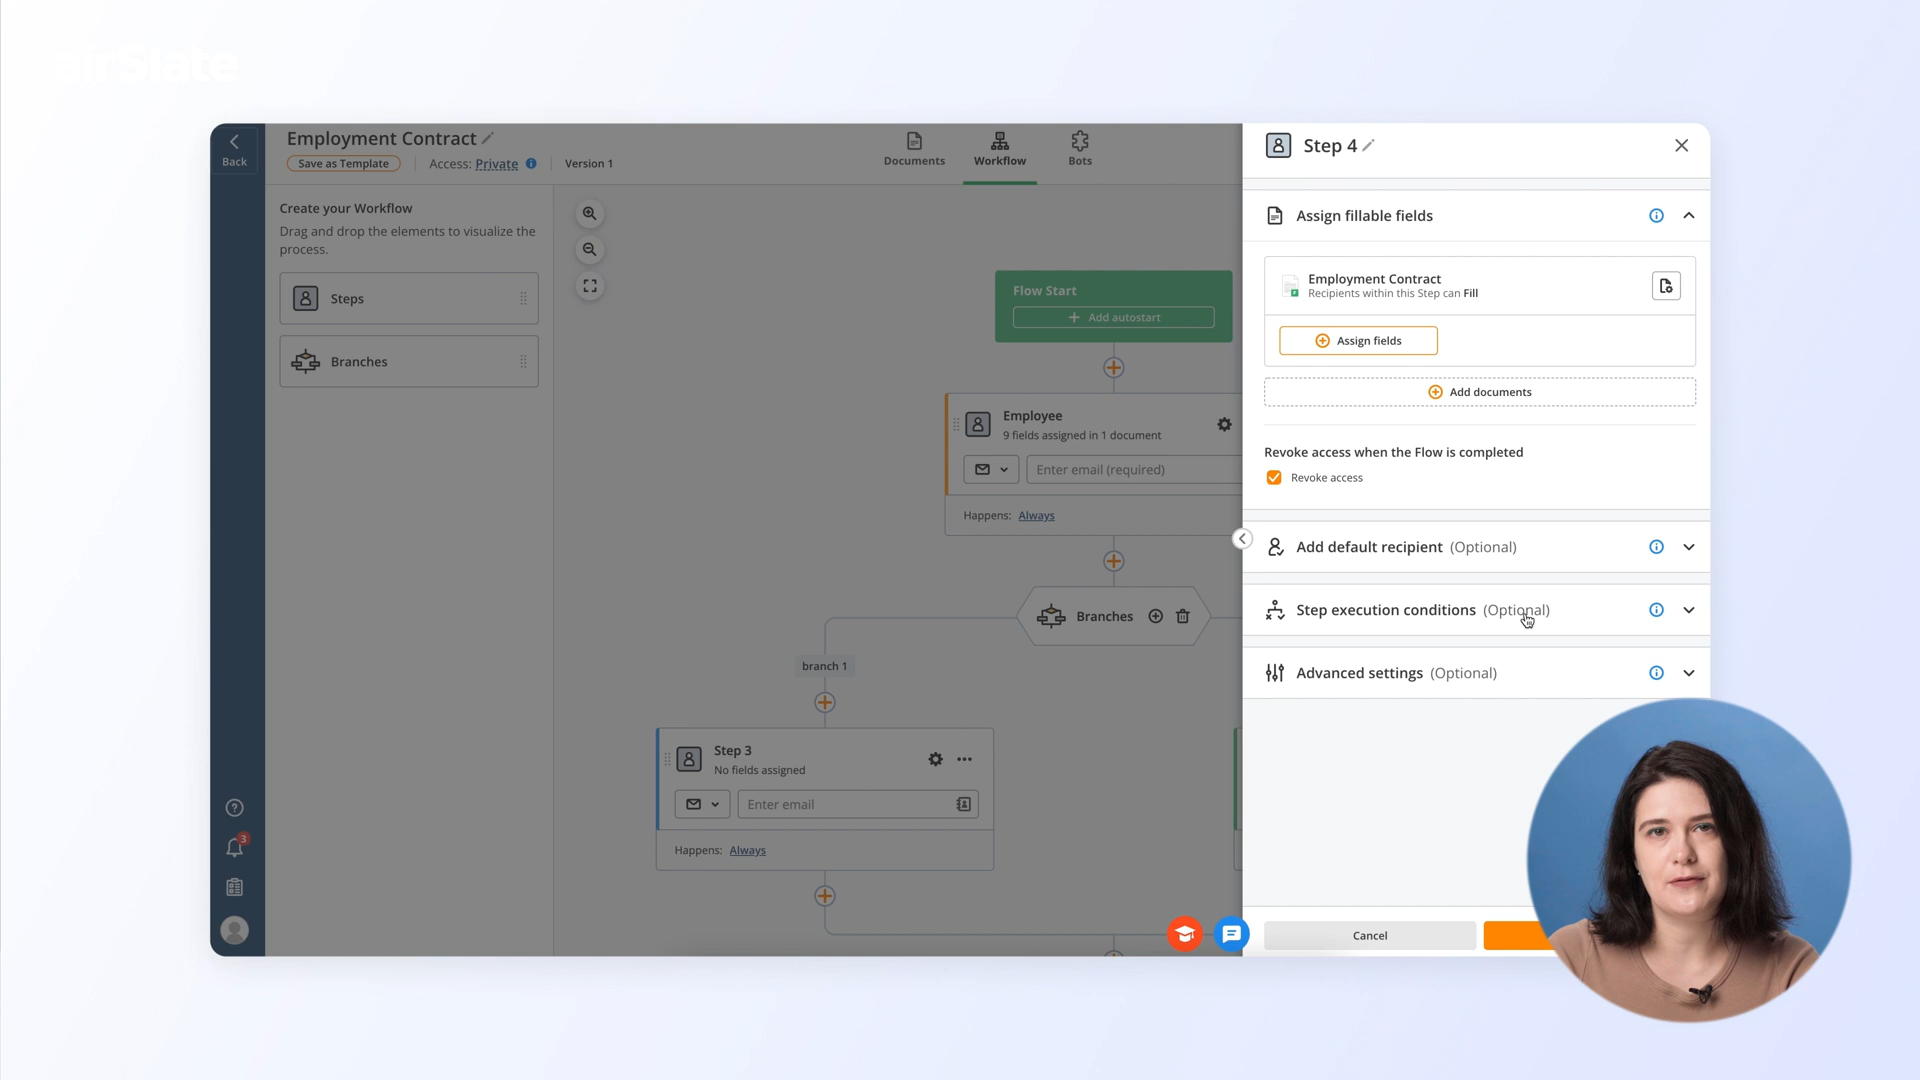 airSlate
Back
Employment Contract
Save as Template
Access: Private
Version 1
Documents
Workflow
Bots
Create your Workflow
Drag and drop the elements to visualize the
process.
Steps
Branches
Flow Start
Add autostart
Employee
9 fields assigned in 1 document
Enter email (required)
Happens: Always
Branches
branch 1
Step 3
No fields assigned
Enter email
Happens: Always
3
Step 4
Assign fillable fields
Employment Contract
Recipients within this Step can Fill
Assign fields
Add documents
Revoke access when the Flow is completed
Revoke access
Add default recipient (Optional)
Step execution conditions (Optional)
Advanced settings (Optional)
Cancel